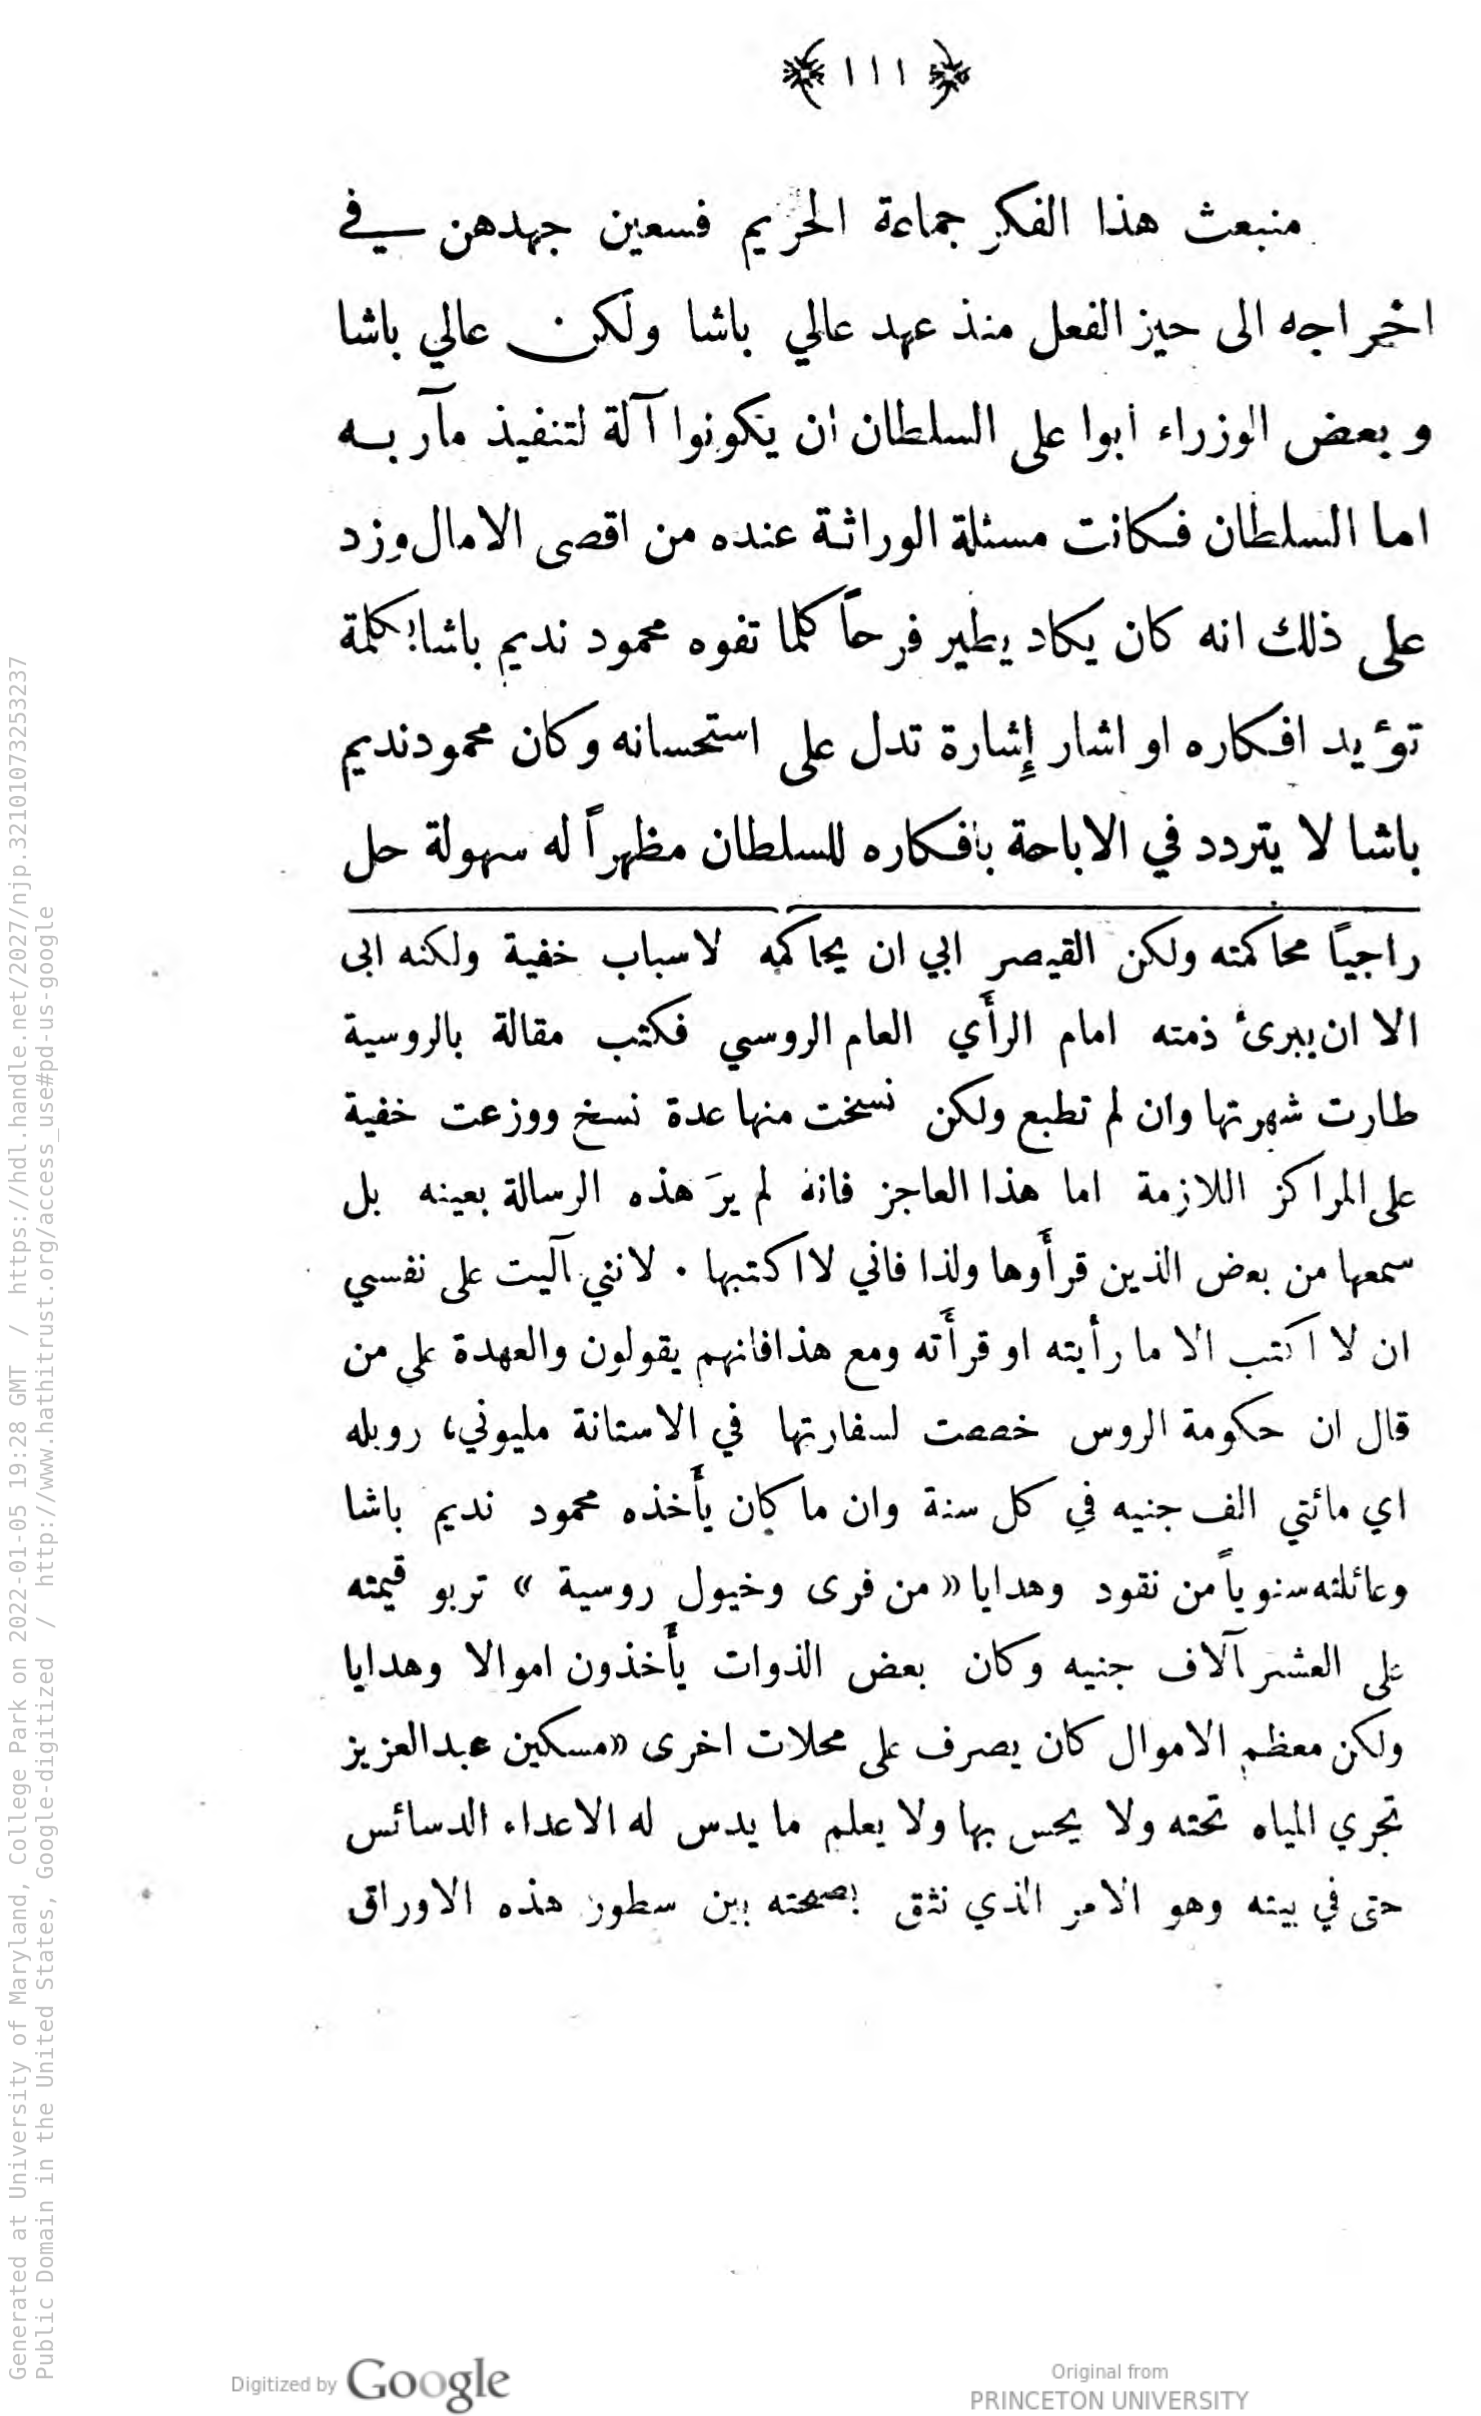 ١١١
منبعث هذا الفكر جماعة الحريم فسعين جهدهن في
اخراجه الى حيز الفعل منذ عهد عالي باشا ولكن عالي باشا
وبعض الوزراء ابوا على السلطان ان يكونوا آلة لتنفيذ مآربه
اما السلطان فكانت مسئلة الوراثة عنده من اقصى الامال وزد
على ذلك انه كان يكاد يطير فرحاً كلما تفوه محمود نديم باشا بكلمة
تؤيد افكاره او اشار إشارة تدل على استحسانه وكان محمود نديم
باشا لا يتردد في الاباحة بافكاره للسلطان مظهراً له سهولة حل
راجياً محاكمته ولكن القيصر ابي ان يحاكمه لاسباب خفية ولكنه ابى
الا ان يبرئ ذمته امام الرأَي العام الروسي فكتب مقالة بالروسية
طارت شهرتها وان لم تطبع ولكن نسخت منها عدة نسخ ووزعت خفية
على المراكز اللازمة اما هذا العاجز فانه لم يرَ هذه الرسالة بعينه بل
سمعها من بعض الذين قرأَوها ولذا فاني لا اكتبها . لانني آليت على نفسي
ان لا اكتب الا ما رأيته او قرأَته ومع هذا فانهم يقولون والعهدة على من
قال ان حكومة الروس خصصت لسفارتها في الاستانة مليوني، روبله
اي مائتي الف جنيه في كل سنة وان ما كان يأَخذه محمود نديم باشا
وعائلته سنوياً من نقود وهدايا «من فرى وخيول روسية» تربو قيمته
على العشر آلاف جنيه وكان بعض الذوات يأَخذون اموالا وهدايا
ولكن معظم الاموال كان يصرف على محلات اخرى «مسكين عبدالعزيز
تجري المياه تحته ولا يحس بها ولا يعلم ما يدس له الاعداء الدسائس
حتى في بيته وهو الامر الذي نثق بصحته بين سطور هذه الاوراق
Generated at University of Maryland, College Park on 2022-01-05 19:28 GMT / https://hdl.handle.net/2027/njp.32101073253237
Public Domain in the United States, Google-digitized / http://www.hathitrust.org/access_use#pd-us-google
Digitized by Google
Original from
PRINCETON UNIVERSITY